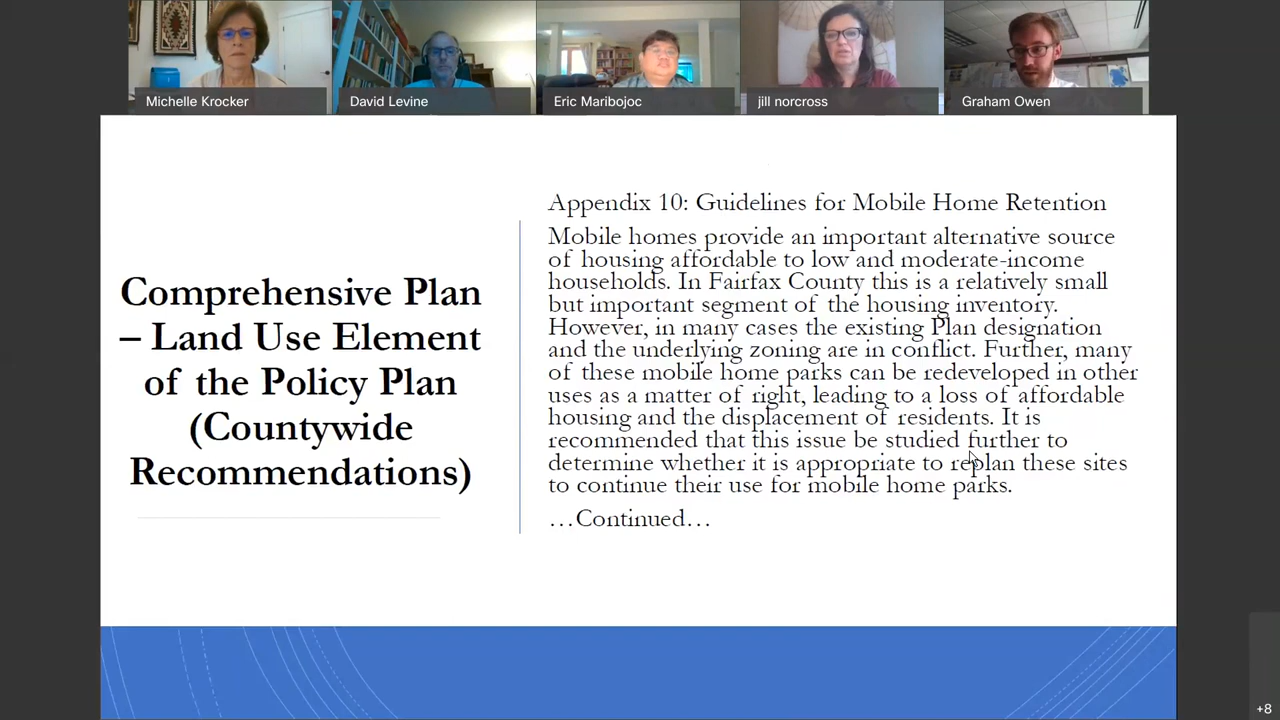 Michelle Krocker
David Levine
Eric Maribojoc
jill norcross
Graham Owen
Comprehensive Plan
– Land Use Element
of the Policy Plan
(Countywide
Recommendations)
Appendix 10: Guidelines for Mobile Home Retention
Mobile homes provide an important alternative source
of housing affordable to low and moderate-income
households. In Fairfax County this is a relatively small
but important segment of the housing inventory.
However, in many cases the existing Plan designation
and the underlying zoning are in conflict. Further, many
of these mobile home parks can be redeveloped in other
uses as a matter of right, leading to a loss of affordable
housing and the displacement of residents. It is
recommended that this issue be studied further to
determine whether it is appropriate to replan these sites
to continue their use for mobile home parks.
…Continued…
+8